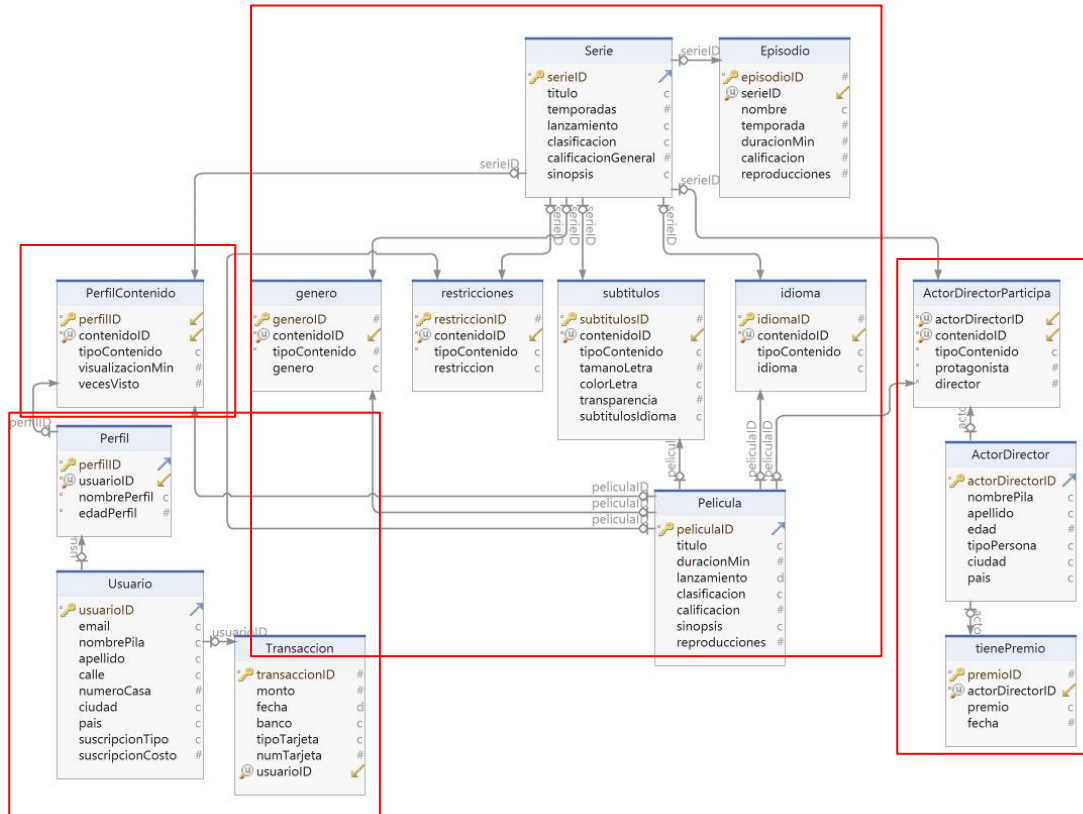 Serie
serieID
titulo c
temporadas #
lanzamiento c
clasificacion c
calificacionGeneral #
sinopsis c
serieID
Episodio
episodioID #
serieID
nombre c
temporada #
duracionMin #
calificacion #
reproducciones #
serieID
serieID
serieID
serieID
serieID
serieID
PerfilContenido
perfilID
contenidoID
tipoContenido c
visualizacionMin #
vecesVisto #
genero
generoID #
contenidoID
tipoContenido #
genero c
restricciones
restriccionID #
contenidoID
tipoContenido c
restriccion c
subtitulos
subtitulosID #
contenidoID
tipoContenido c
tamanoLetra #
colorLetra c
transparencia #
subtitulosIdioma c
idioma
idiomaID #
contenidoID
tipoContenido c
idioma c
ActorDirectorParticipa
actorDirectorID
contenidoID
tipoContenido c
protagonista #
director #
perfilID
Perfil
perfilID
usuarioID
nombrePerfil c
edadPerfil #
usu
peliculaID
peliculaID
peliculaID
peliculaI
peliculaID
peliculaID
Pelicula
peliculaID
titulo c
duracionMin #
lanzamiento d
clasificacion c
calificacion #
sinopsis c
reproducciones #
acto
ActorDirector
actorDirectorID
nombrePila c
apellido c
edad #
tipoPersona c
ciudad c
pais c
acto
Usuario
usuarioID
email c
nombrePila c
apellido c
calle c
numeroCasa #
ciudad c
pais c
suscripcionTipo c
suscripcionCosto #
usuarioID
Transaccion
transaccionID #
monto #
fecha d
banco c
tipoTarjeta c
numTarjeta #
usuarioID
tienePremio
premioID #
actorDirectorID
premio c
fecha #